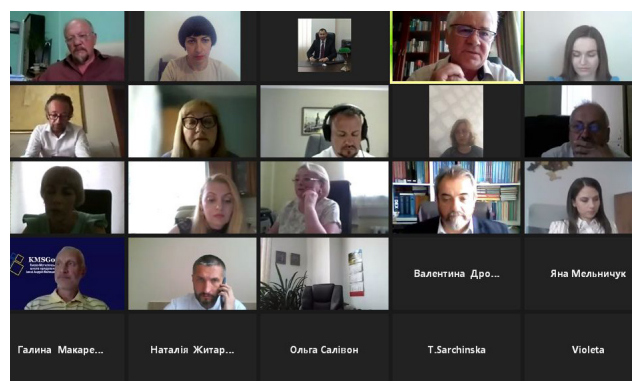 KMSGo
Валентина Дро...
Яна Мельничук
Галина Макаре...
Наталія Житар...
Ольга Салівон
T.Sarchinska
Violeta